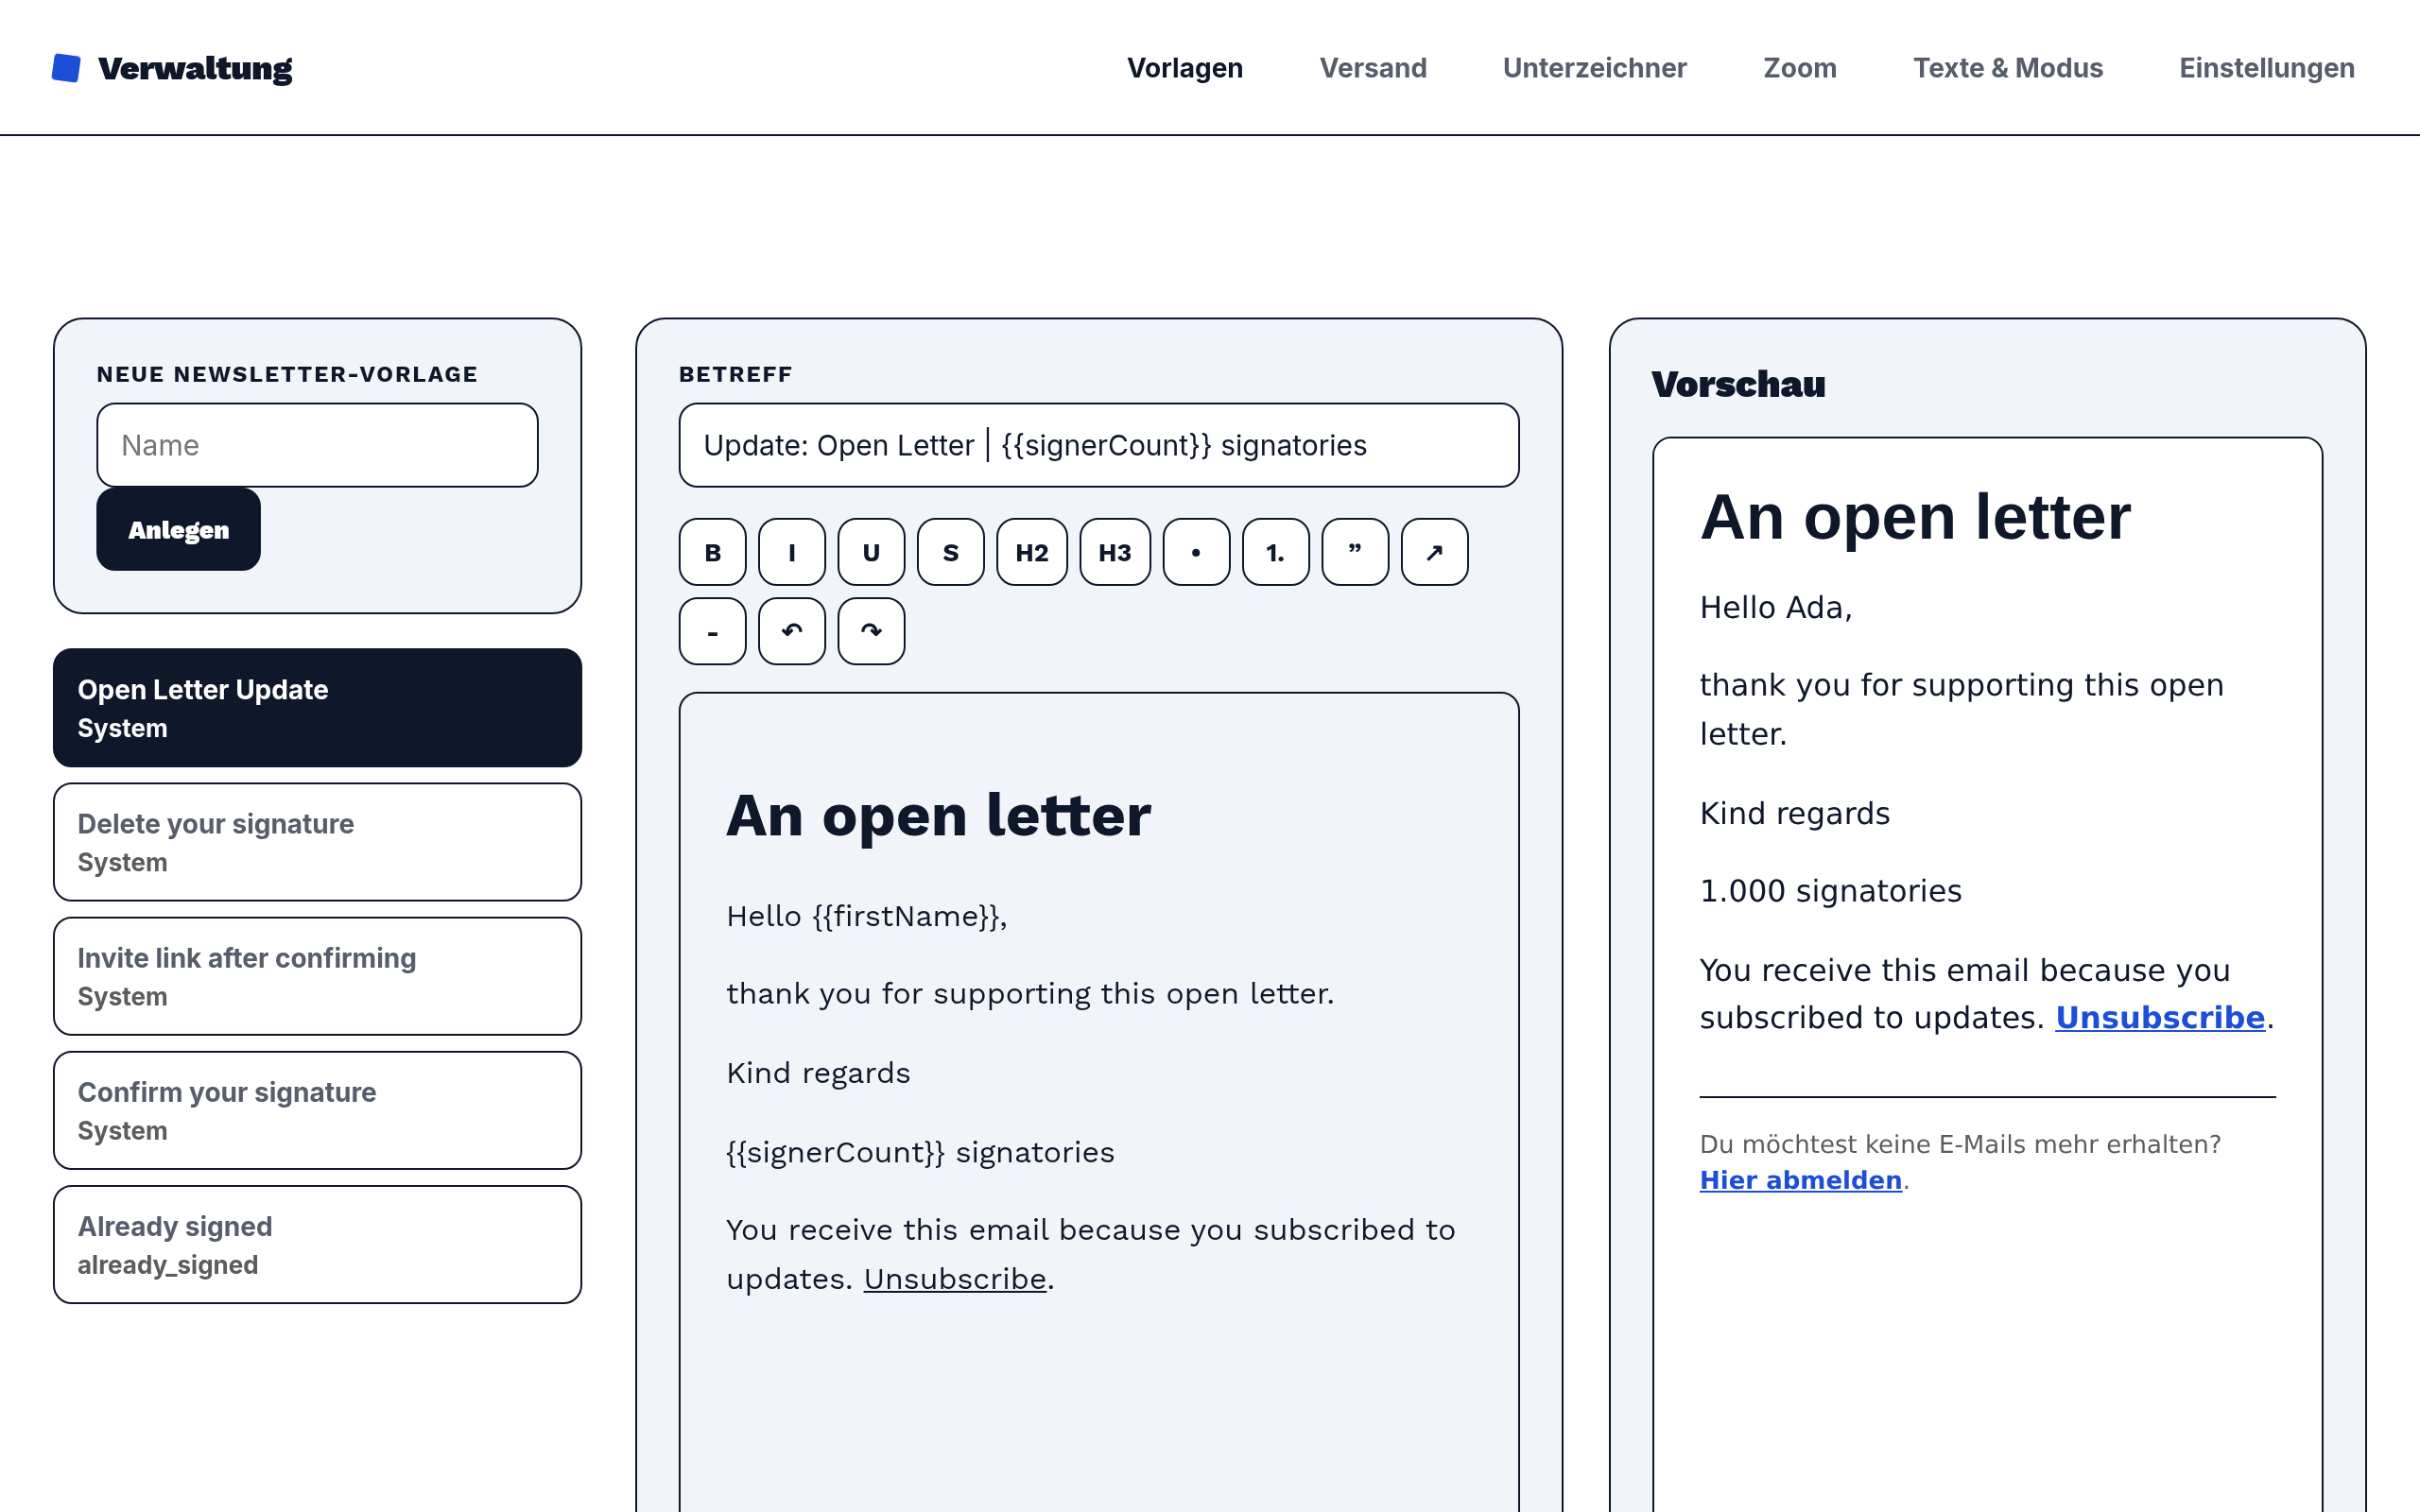 Verwaltung
Vorlagen
Versand
Unterzeichner
Zoom
Texte & Modus
Einstellungen
NEUE NEWSLETTER-VORLAGE
Name
Anlegen
Open Letter Update
System
Delete your signature
System
Invite link after confirming
System
Confirm your signature
System
Already signed
already_signed
BETREFF
Update: Open Letter | {{signerCount}} signatories
B I U S H2 H3 • 1. ” ↗
- ↶ ↷
An open letter
Hello {{firstName}},
thank you for supporting this open letter.
Kind regards
{{signerCount}} signatories
You receive this email because you subscribed to
updates. Unsubscribe.
Vorschau
An open letter
Hello Ada,
thank you for supporting this open
letter.
Kind regards
1.000 signatories
You receive this email because you
subscribed to updates. Unsubscribe.
Du möchtest keine E-Mails mehr erhalten?
Hier abmelden.